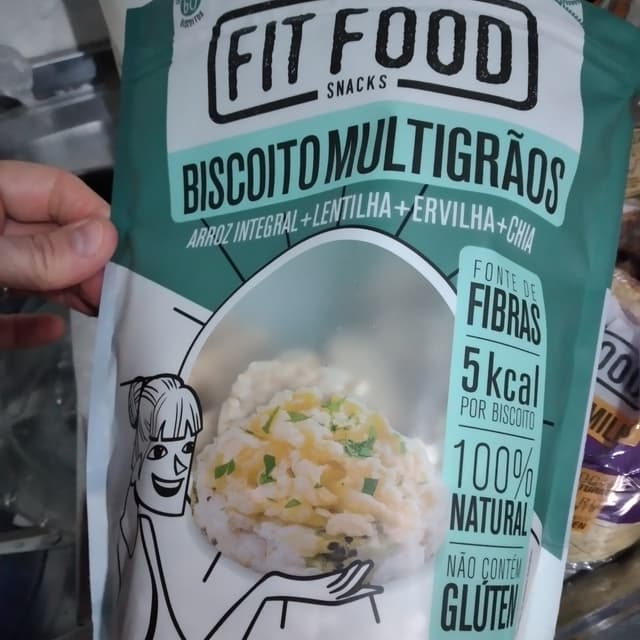 FIT FOOD
SNACKS
BISCOITO MULTIGRÃOS
ARROZ INTEGRAL + LENTILHA + ERVILHA + CHIA
FONTE DE
FIBRAS
5 kcal
POR BISCOITO
100%
NATURAL
NÃO CONTÉM
GLÚTEN